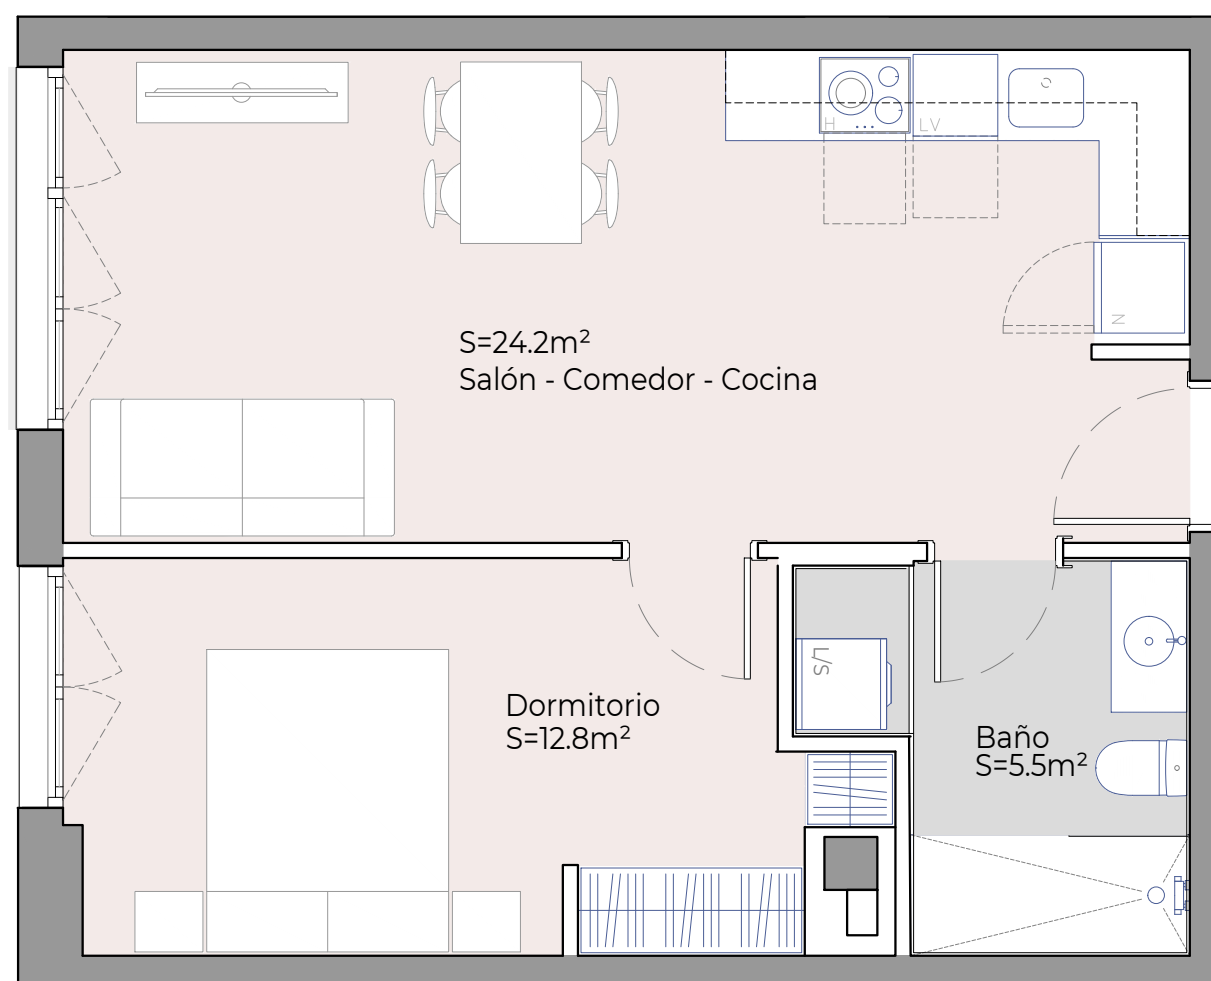 H
LV
N
S=24.2m²
Salón - Comedor - Cocina
L/s
Dormitorio
S=12.8m²
Baño
S=5.5m²